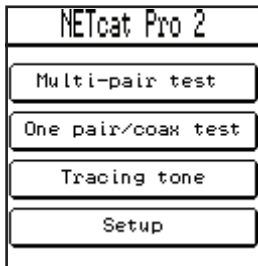 NETcat Pro 2
Multi-pair test
One pair/coax test
Tracing tone
Setup